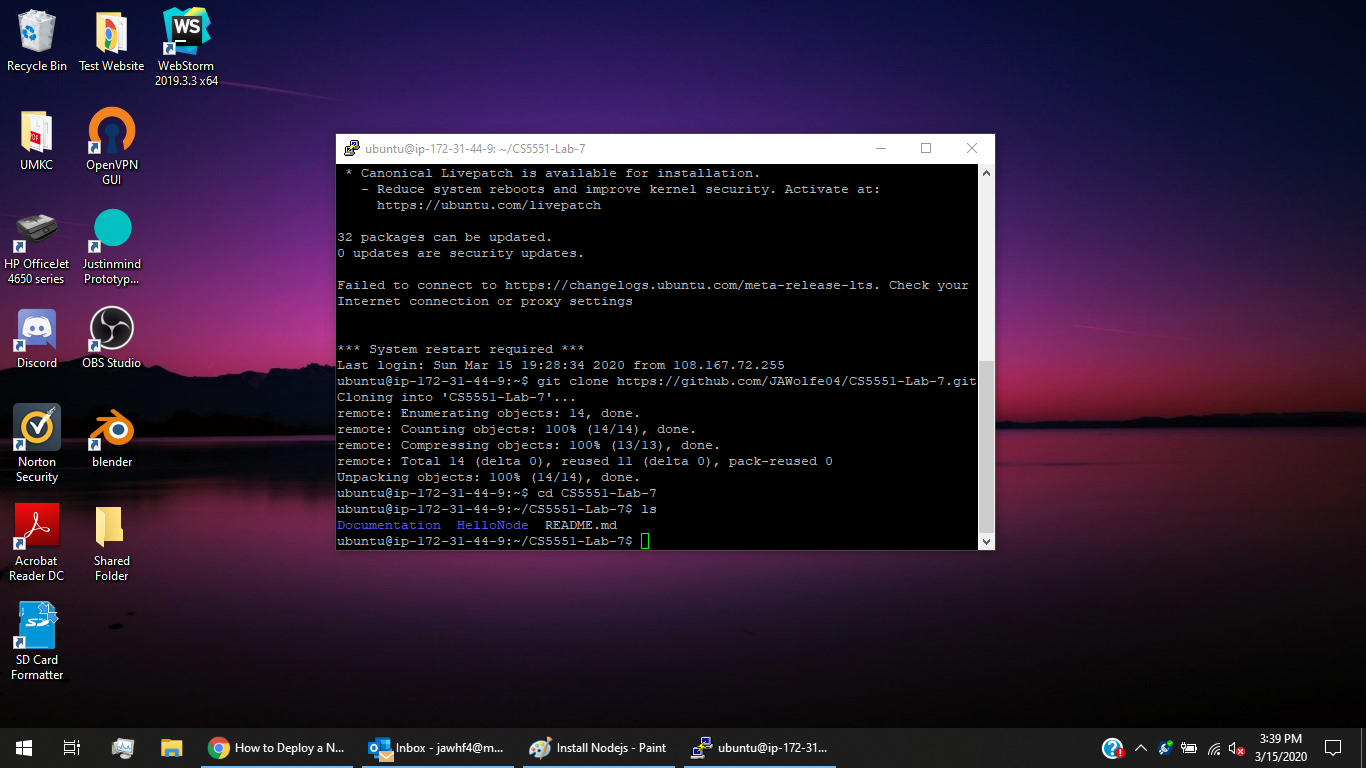 Recycle Bin
Test Website
WebStorm
2019.3.3 x64
UMKC
OpenVPN
GUI
HP OfficeJet
4650 series
Justinmind
Prototyp...
Discord
OBS Studio
Norton
Security
blender
Acrobat
Reader DC
Shared
Folder
SD Card
Formatter
WS
PDF
SD
ubuntu@ip-172-31-44-9: ~/CS5551-Lab-7
* Canonical Livepatch is available for installation.
- Reduce system reboots and improve kernel security. Activate at:
https://ubuntu.com/livepatch
32 packages can be updated.
0 updates are security updates.
Failed to connect to https://changelogs.ubuntu.com/meta-release-lts. Check your
Internet connection or proxy settings
*** System restart required ***
Last login: Sun Mar 15 19:28:34 2020 from 108.167.72.255
ubuntu@ip-172-31-44-9:~$ git clone https://github.com/JAWolfe04/CS5551-Lab-7.git
Cloning into 'CS5551-Lab-7'...
remote: Enumerating objects: 14, done.
remote: Counting objects: 100% (14/14), done.
remote: Compressing objects: 100% (13/13), done.
remote: Total 14 (delta 0), reused 11 (delta 0), pack-reused 0
Unpacking objects: 100% (14/14), done.
ubuntu@ip-172-31-44-9:~$ cd CS5551-Lab-7
ubuntu@ip-172-31-44-9:~/CS5551-Lab-7$ ls
Documentation  HelloNode  README.md
ubuntu@ip-172-31-44-9:~/CS5551-Lab-7$
How to Deploy a N...
Inbox - jawhf4@m...
Install Nodejs - Paint
ubuntu@ip-172-31...
3:39 PM
3/15/2020